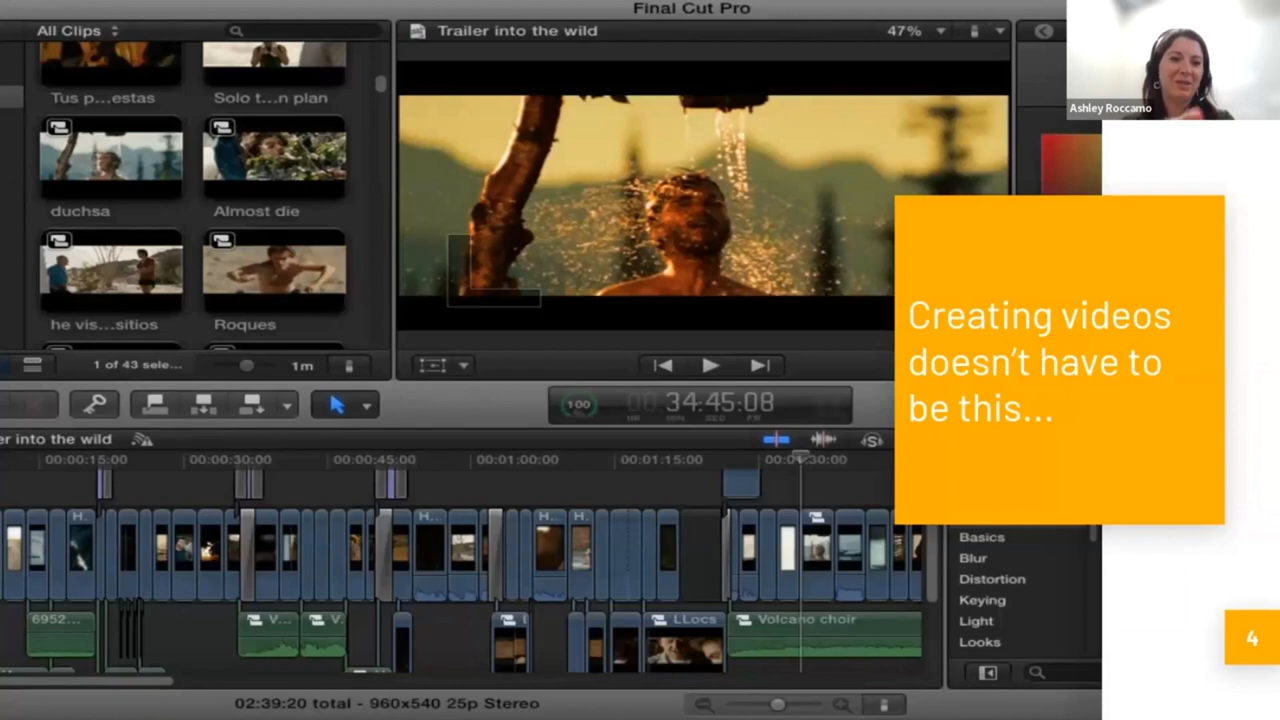 Final Cut Pro
All Clips
Trailer into the wild
47%
Ashley Roccamo
Tus p...estas
Solo t...n plan
duchsa
Almost die
he vis...sitios
Roques
1 of 43 sele...
1m
Creating videos
doesn't have to
be this...
100
34:45:08
er into the wild
00:00:15:00
00:00:30:00
00:00:45:00
00:01:00:00
00:01:15:00
00:01:30:00
H..
H...
H...
H.
6952...
V...
V.
LLocs
Volcano choir
Basics
Blur
Distortion
Keying
Light
Looks
4
02:39:20 total - 960x540 25p Stereo